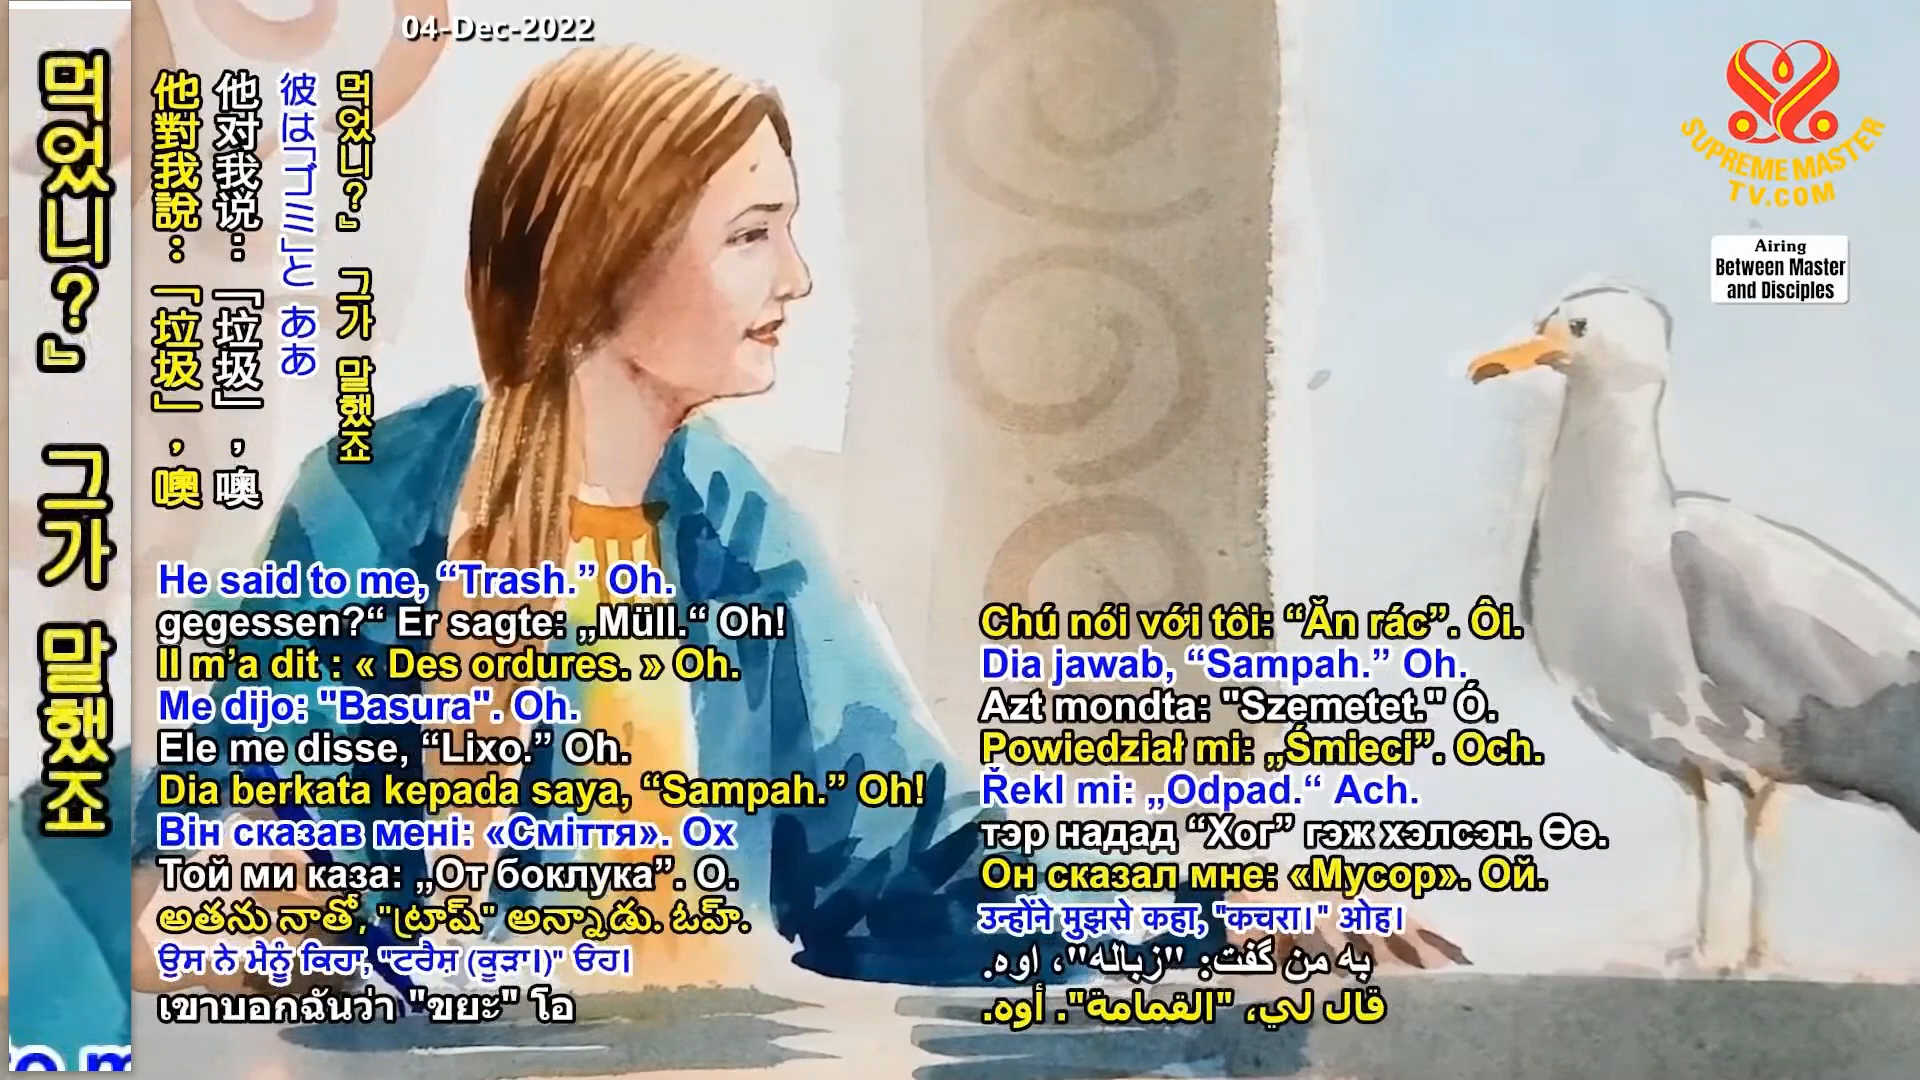 04-Dec-2022
먹었니?』 그가 말했죠
他對我說：「垃圾」，噢
他对我说：「垃圾」，噢
彼は「ゴミ」と ああ
먹었니?』 그가 말했죠
SUPREME MASTER
TV.COM
Airing
Between Master
and Disciples
He said to me, “Trash.” Oh.
gegessen?“ Er sagte: „Müll.“ Oh!
Il m’a dit : « Des ordures. » Oh.
Me dijo: "Basura". Oh.
Ele me disse, “Lixo.” Oh.
Dia berkata kepada saya, “Sampah.” Oh!
Він сказав мені: «Сміття». Ох
Той ми каза: „От боклука”. О.
అతను నాతో, "ట్రాష్" అన్నాడు. ఓహ్.
ਉਸ ਨੇ ਮੈਨੂੰ ਕਿਹਾ, "ਟਰੈਸ਼ (ਕੂੜਾ।)" ਓਹ।
เขาบอกฉันว่า "ขยะ" โอ
Chú nói với tôi: “Ăn rác”. Ôi.
Dia jawab, “Sampah.” Oh.
Azt mondta: "Szemetet." Ó.
Powiedział mi: „Śmieci”. Och.
Řekl mi: „Odpad.“ Ach.
тэр надад “Хог” гэж хэлсэн. Өө.
Он сказал мне: «Мусор». Ой.
उन्होंने मुझसे कहा, "कचरा।" ओह।
به من گفت: "زباله"، اوه.
قال لي، "القمامة". أوه.